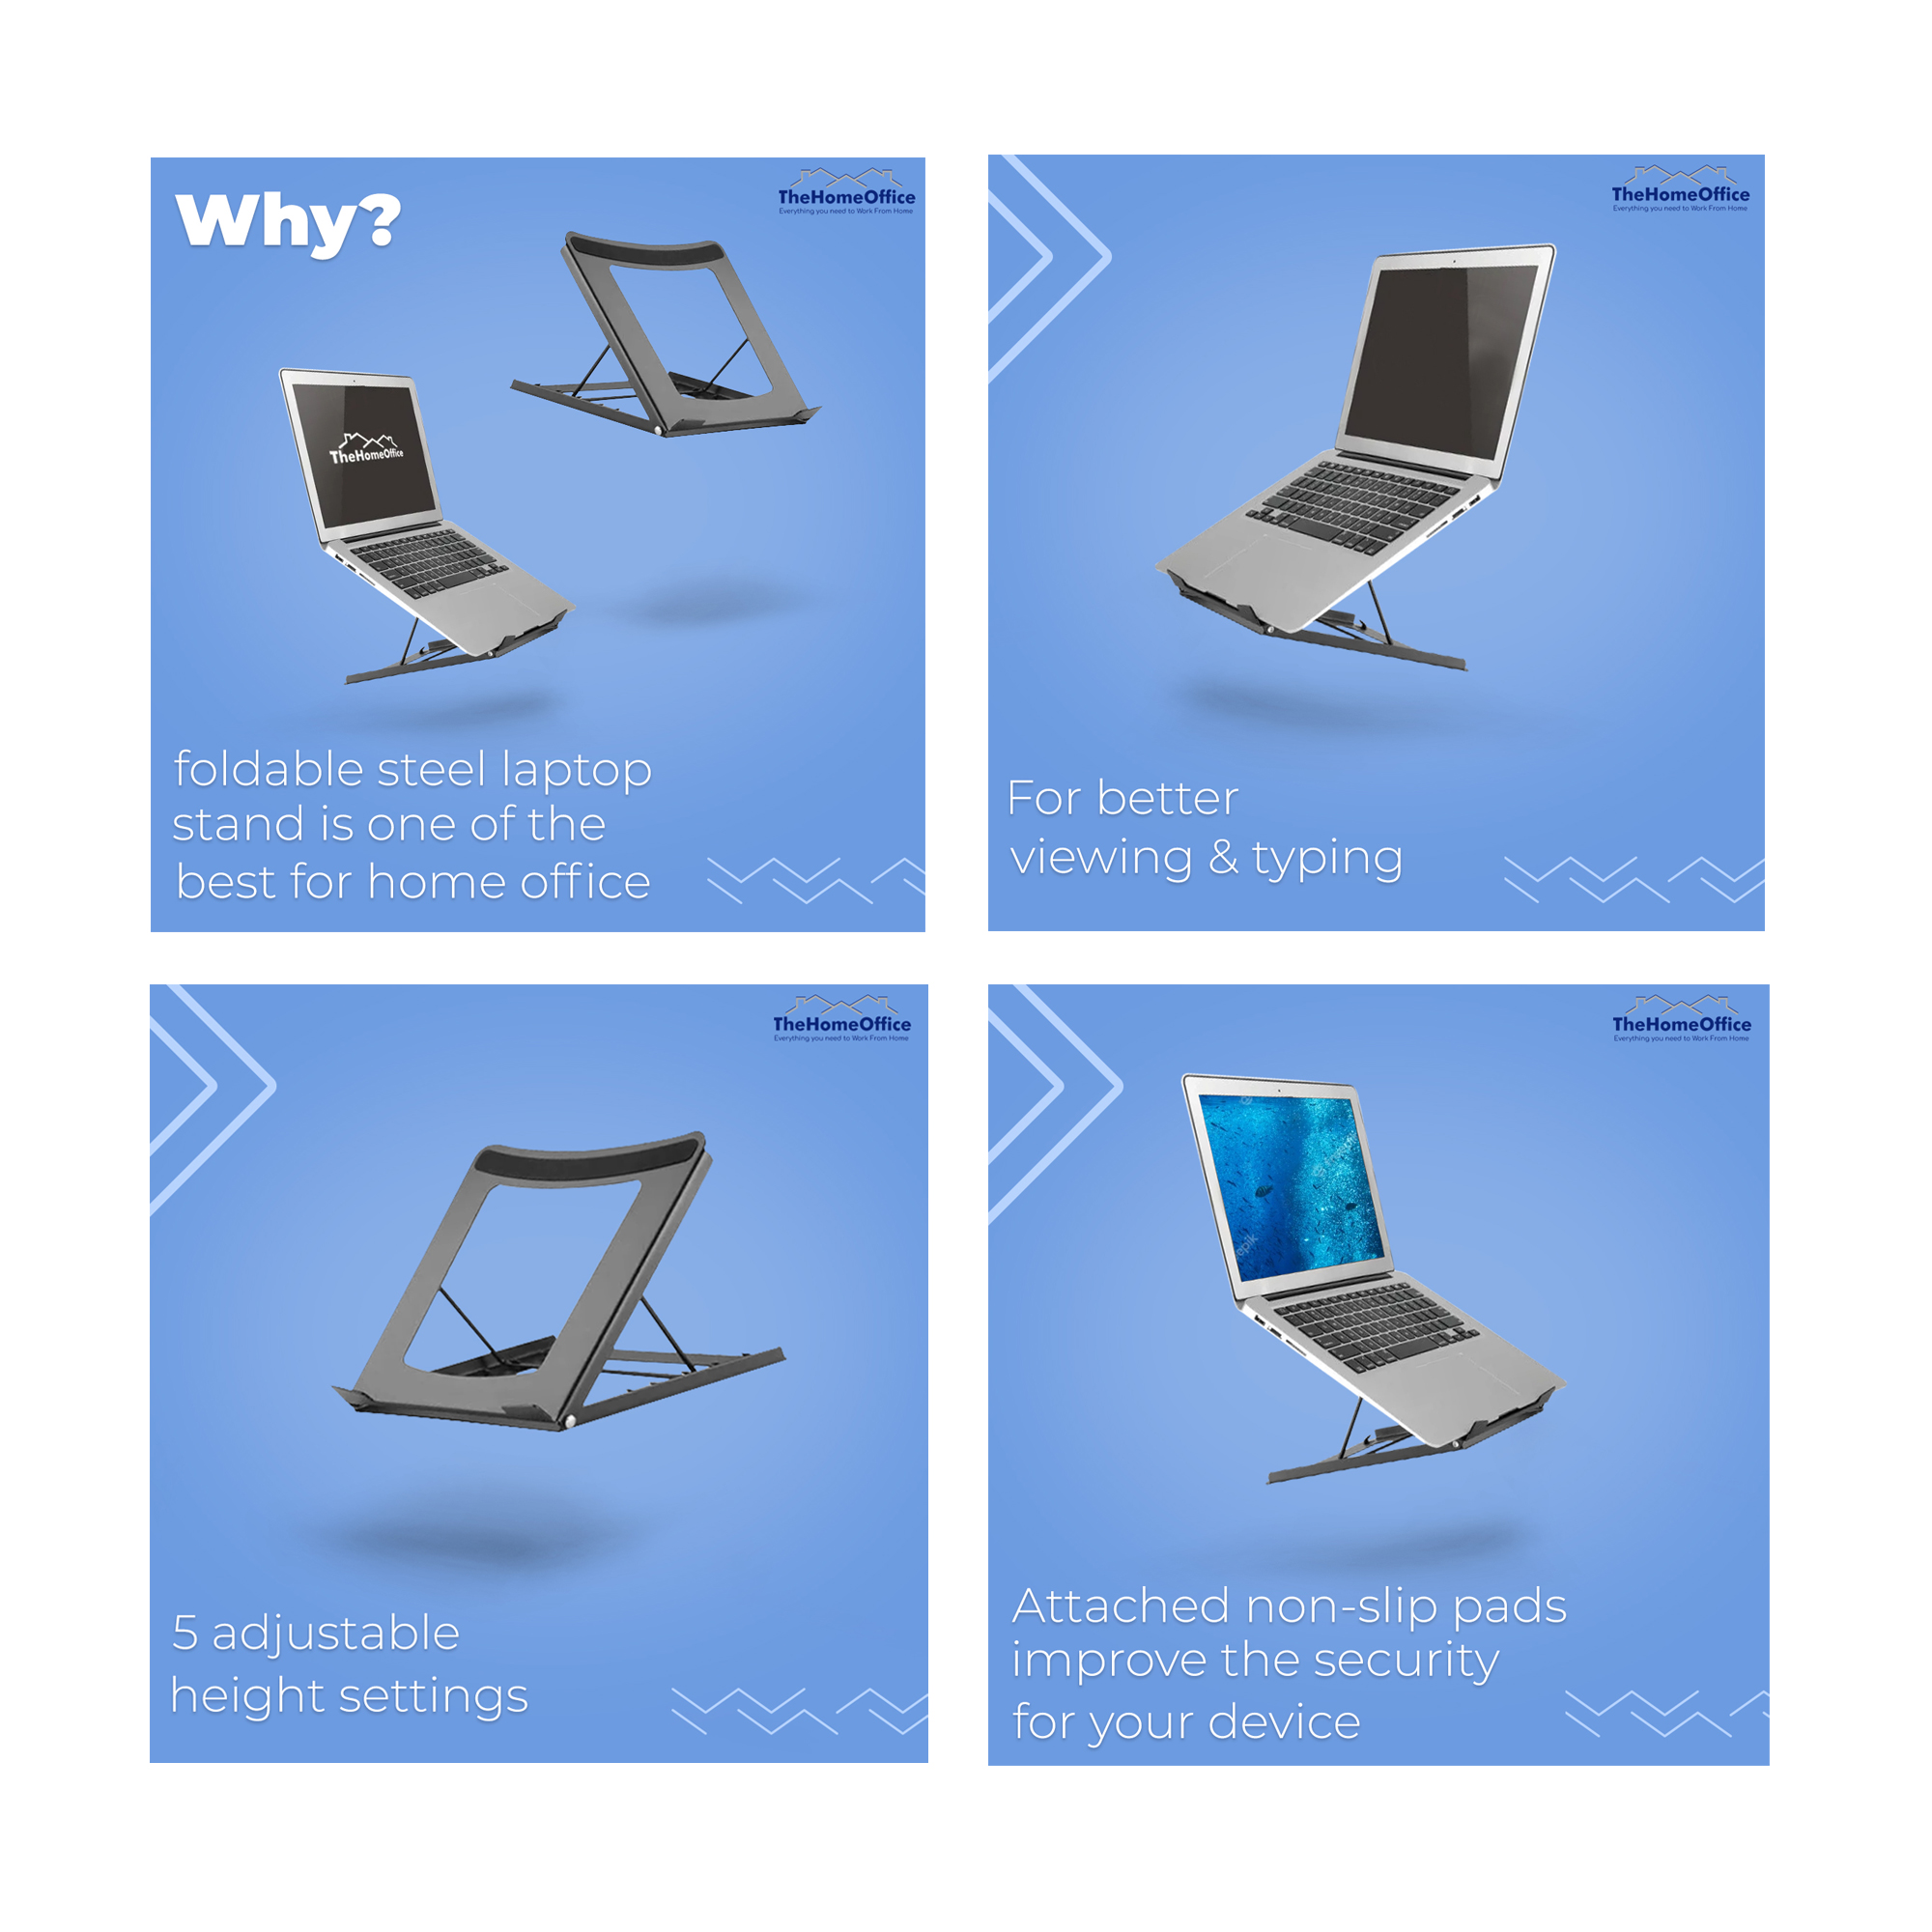 Why?
TheHomeOffice
Everything you need to Work From Home
TheHomeOffice
foldable steel laptop
stand is one of the
best for home office
TheHomeOffice
Everything you need to Work From Home
For better
viewing & typing
TheHomeOffice
Everything you need to Work From Home
5 adjustable
height settings
TheHomeOffice
Everything you need to Work From Home
Attached non-slip pads
improve the security
for your device